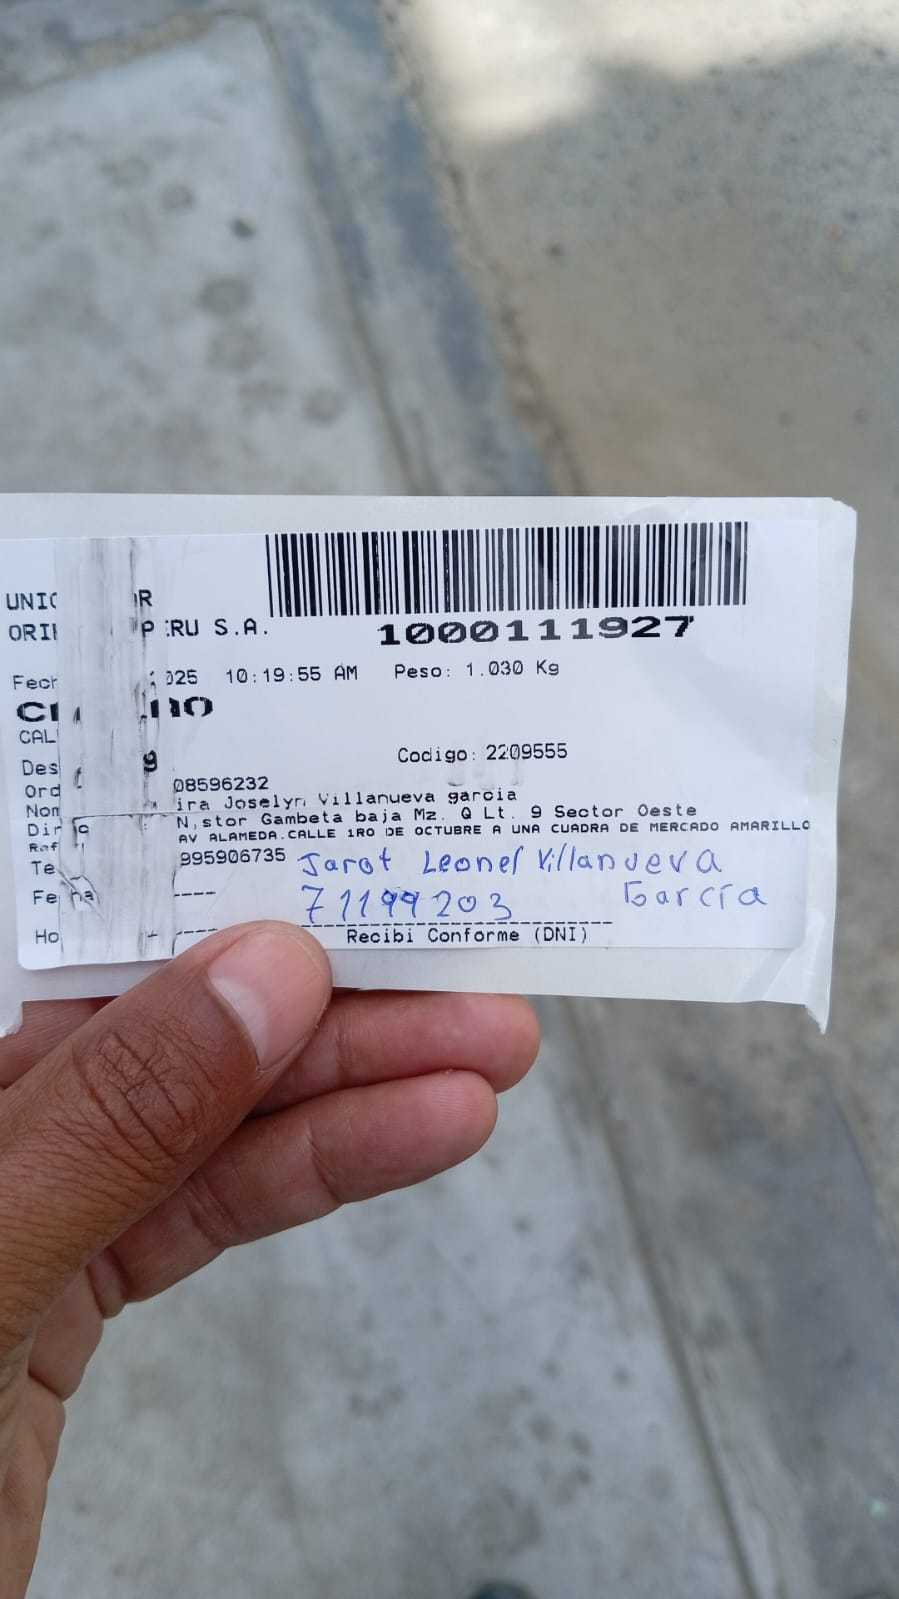 1000111927
PERU S.A.
10:19:55 AM Peso: 1.030 Kg
Codigo: 2209555
08596232
Joselyn Villanueva garcia
N,stor Gambeta baja Mz. Q Lt. 9 Sector Oeste
AV ALAMEDA.CALLE 1RO DE OCTUBRE A UNA CUADRA DE MERCADO AMARILLO
995906735 Jarot Leonel Villanueva
71199203 García
Recibi Conforme (DNI)